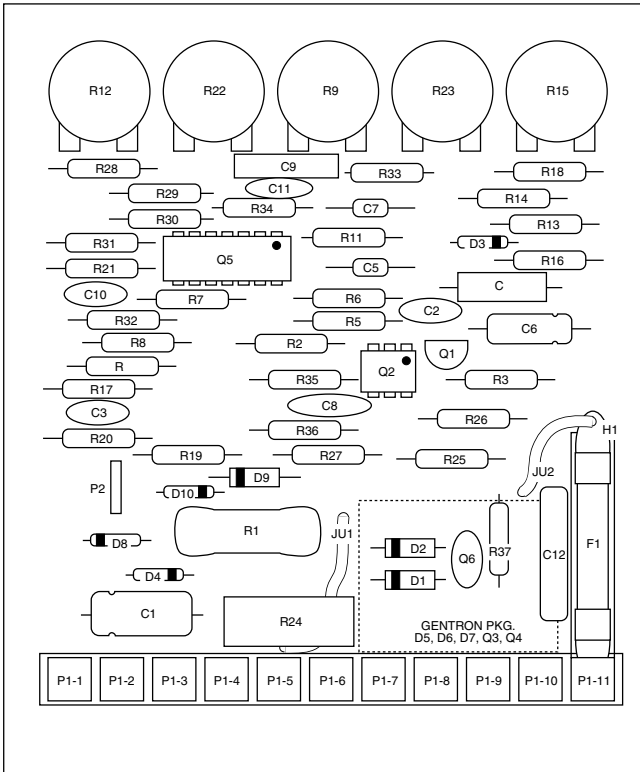 R12 R22 R9 R23 R15
R28 C9 R33 R18
R29 C11 R14
R30 R34 C7 R13
R31 Q5 R11 D3
R21 C5 R16
C10 R7 R6 C2 C
R32 R5 C6
R8 R2 Q1
R R35 Q2 R3
R17
C3 C8 R26
R20 R36 H1
R19 R27 R25
P2 D9 JU2
D10
R1 JU1 R37 F1
D8 D2 Q6 C12
D4 D1
C1 R24
GENTRON PKG.
D5, D6, D7, Q3, Q4
P1-1 P1-2 P1-3 P1-4 P1-5 P1-6 P1-7 P1-8 P1-9 P1-10 P1-11